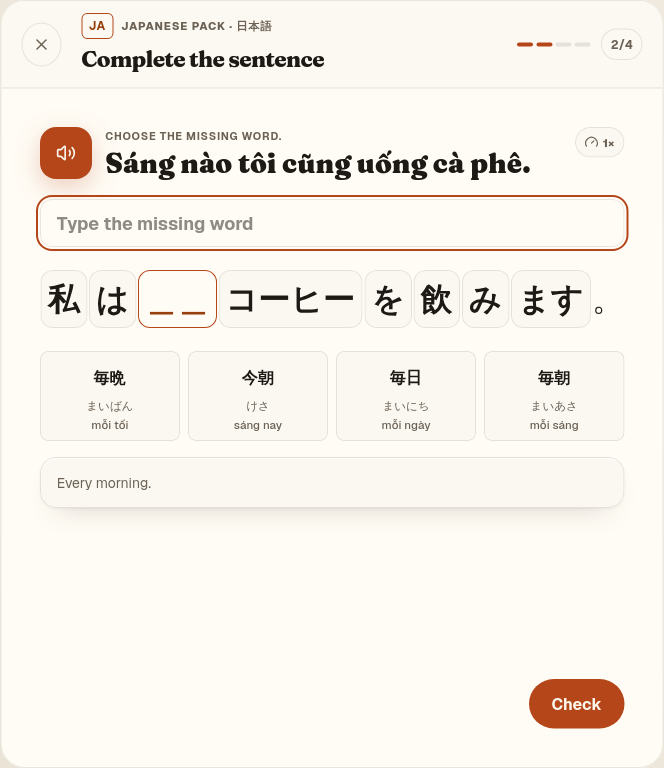 JA JAPANESE PACK · 日本語
Complete the sentence
2/4
CHOOSE THE MISSING WORD.
Sáng nào tôi cũng uống cà phê.
1×
Type the missing word
私 は _ _ コーヒー を 飲 み ます 。
毎晩
まいばん
mỗi tối
今朝
けさ
sáng nay
毎日
まいにち
mỗi ngày
毎朝
まいあさ
mỗi sáng
Every morning.
Check